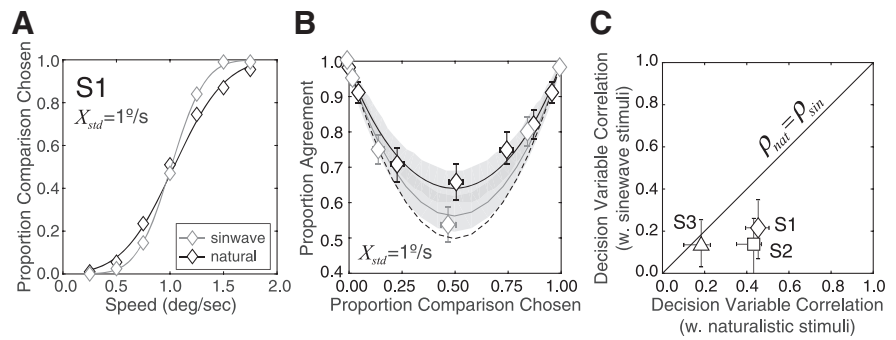 A
S1
X_std=1º/s
Proportion Comparison Chosen
1.0
0.8
0.6
0.4
0.2
0.0
sinwave
natural
0.0 0.5 1.0 1.5 2.0
Speed (deg/sec)
B
Proportion Agreement
1.0
0.9
0.8
0.7
0.6
0.5
0.4
X_std=1º/s
0.00 0.25 0.50 0.75 1.00
Proportion Comparison Chosen
C
Decision Variable Correlation
(w. sinewave stimuli)
1.0
0.8
0.6
0.4
0.2
0.0
ρnat=ρsin
S3
S1
S2
0.0 0.2 0.4 0.6 0.8 1.0
Decision Variable Correlation
(w. naturalistic stimuli)